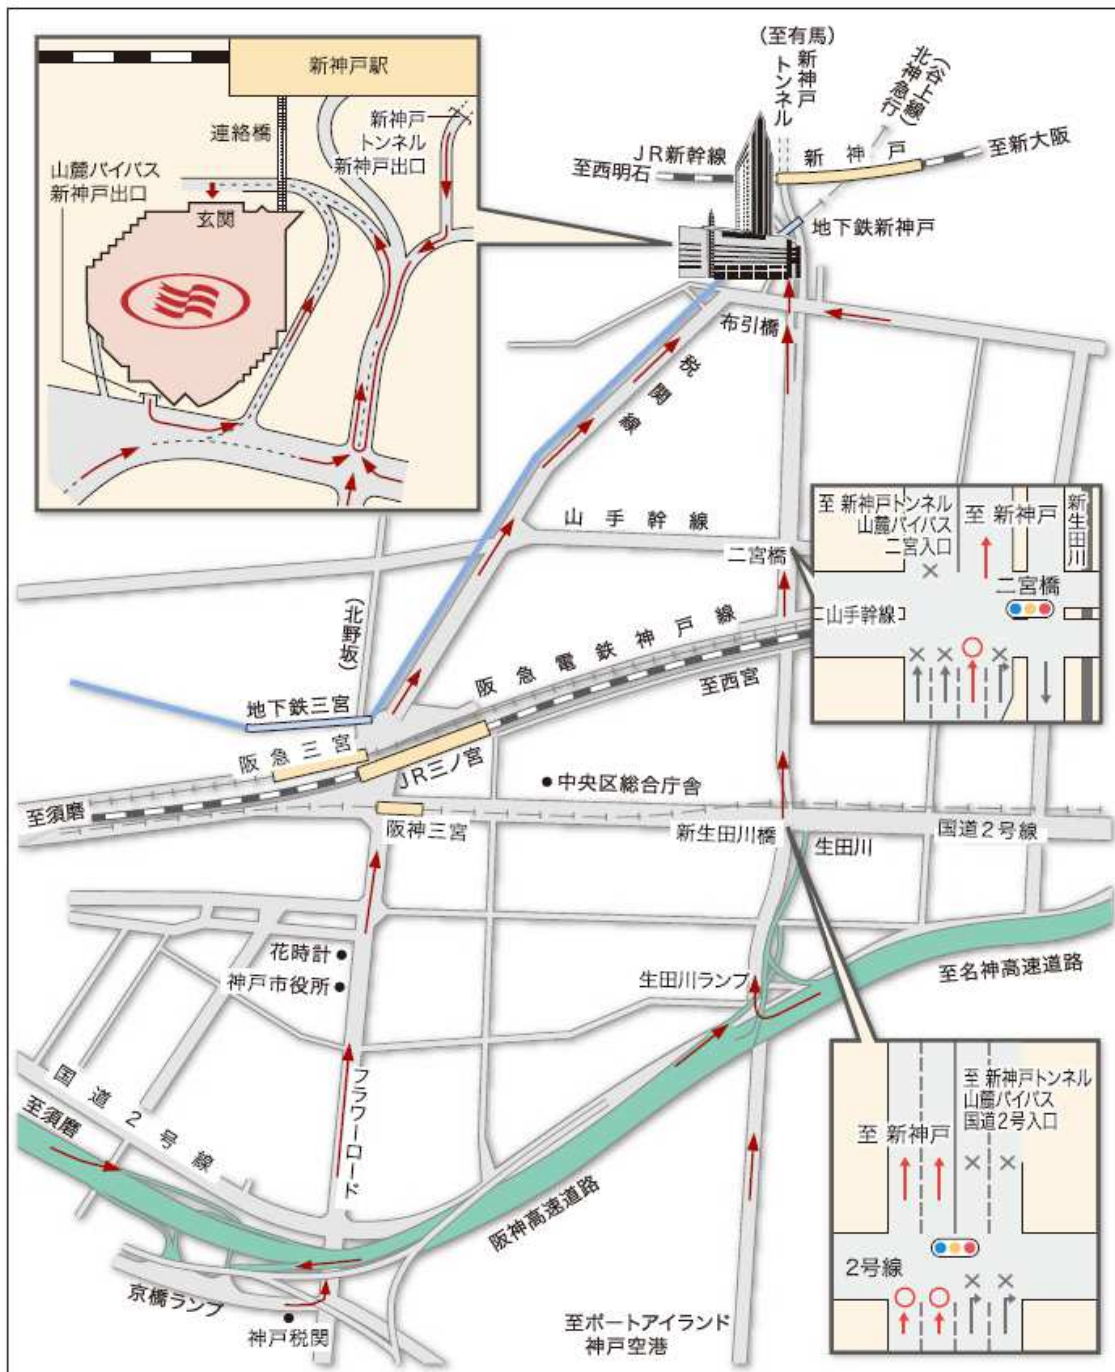 新神戸駅
連絡橋
新神戸
トンネル
新神戸出口
山麓バイパス
新神戸出口
玄関
(至有馬)
新神戸
トンネル
(谷上線)
北神急行
JR新幹線
至西明石
新神戸
至新大阪
地下鉄新神戸
布引橋
税関線
山手幹線
二宮橋
至 新神戸トンネル
山麓バイパス
二宮入口
至 新神戸
新生田川
二宮橋
山手幹線
(北野坂)
阪急電鉄神戸線
至西宮
地下鉄三宮
阪急三宮
JR三ノ宮
至須磨
阪神三宮
中央区総合庁舎
新生田川橋
生田川
国道2号線
花時計
神戸市役所
生田川ランプ
至名神高速道路
国道2号線
至須磨
フラワーロード
阪神高速道路
京橋ランプ
神戸税関
至ポートアイランド
神戸空港
至 新神戸トンネル
山麓バイパス
国道2号入口
至 新神戸
2号線